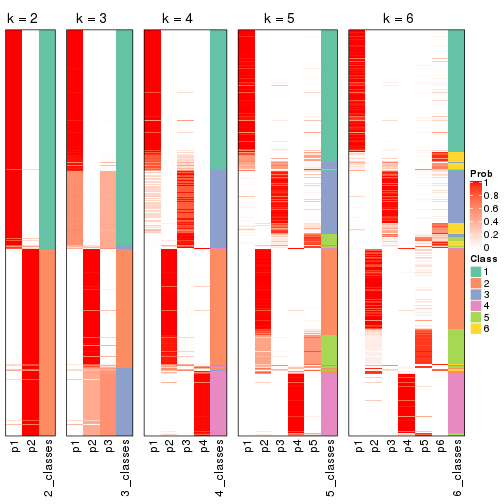 k = 2
k = 3
k = 4
k = 5
k = 6
p1
p2
2_classes
p1
p2
p3
3_classes
p1
p2
p3
p4
4_classes
p1
p2
p3
p4
p5
5_classes
p1
p2
p3
p4
p5
p6
6_classes
Prob
1
0.8
0.6
0.4
0.2
0
Class
1
2
3
4
5
6